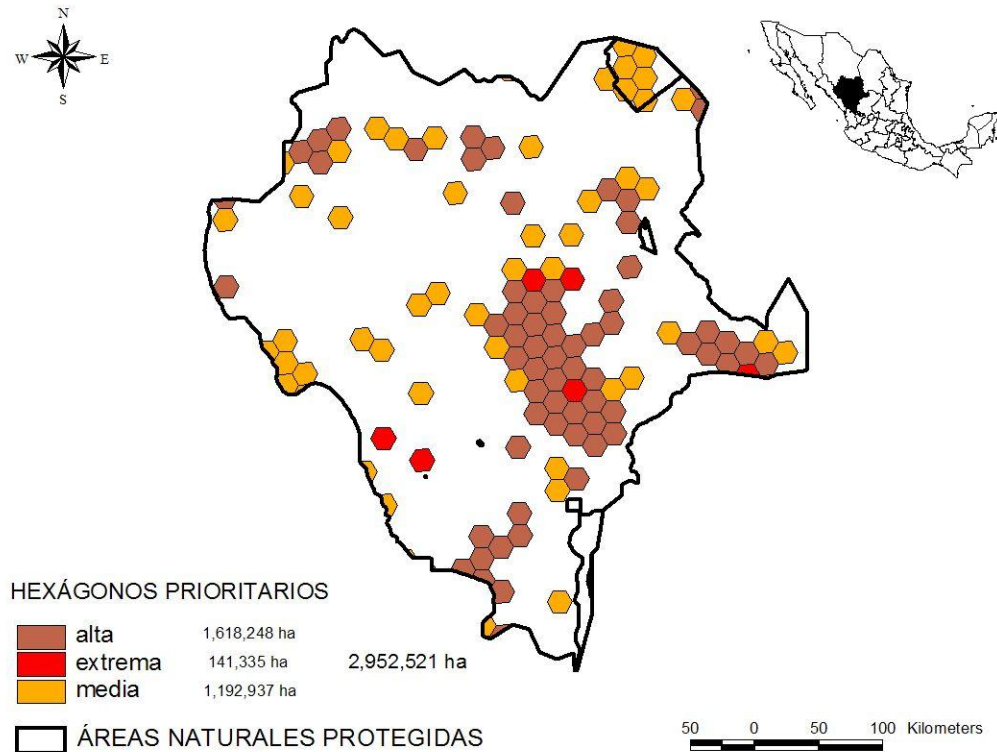 N
W E
S
HEXÁGONOS PRIORITARIOS
alta 1,618,248 ha
extrema 141,335 ha 2,952,521 ha
media 1,192,937 ha
ÁREAS NATURALES PROTEGIDAS
50 0 50 100 Kilometers